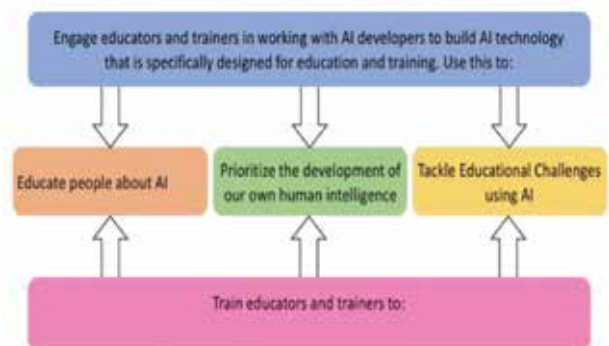 Engage educators and trainers in working with AI developers to build AI technology
that is specifically designed for education and training. Use this to:
Educate people about AI
Prioritize the development of
our own human intelligence
Tackle Educational Challenges
using AI
Train educators and trainers to: